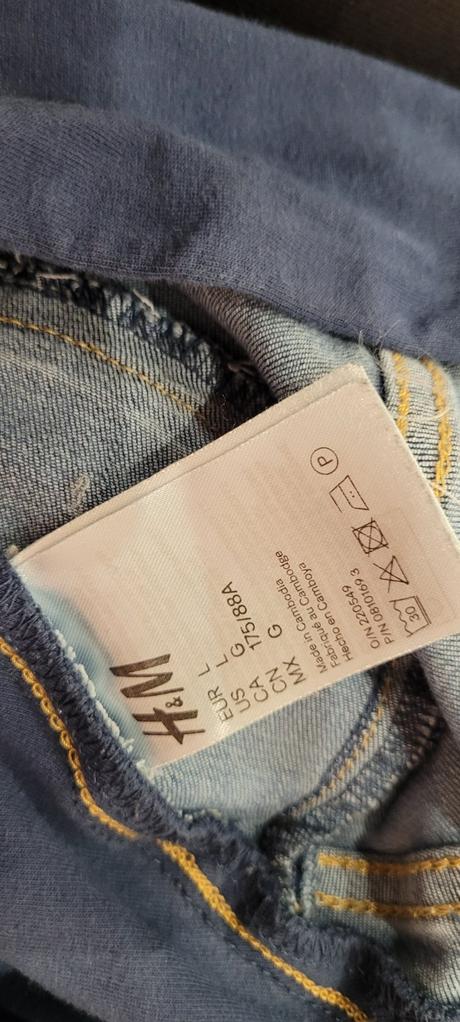 H&M
EUR L
US L
CA G
CN 175/88A
MX G
Made in Cambodia
Fabriqué au Cambodge
Hecho en Camboya
O/N 220549
P/N 0810169 3
30
P